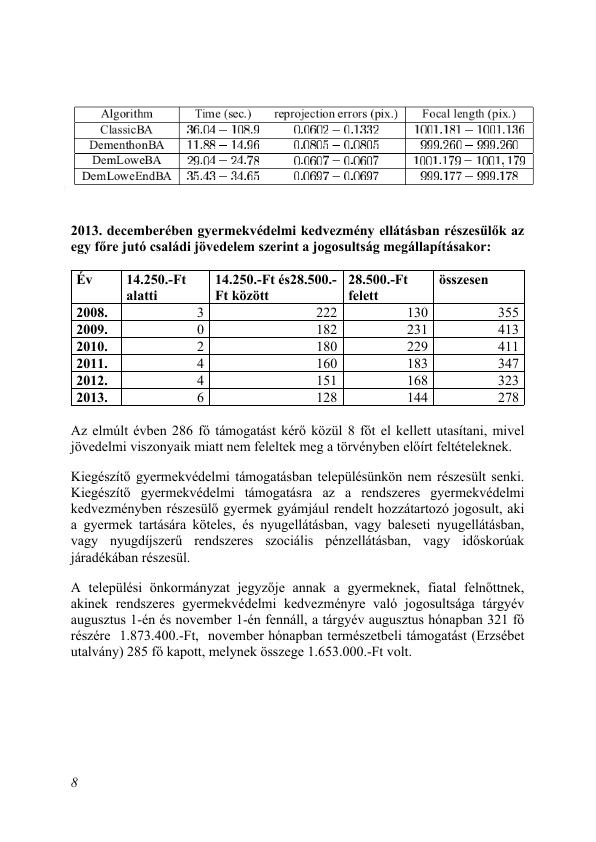 Algorithm Time (sec.) reprojection errors (pix.) Focal length (pix.)
ClassicBA 36.04 − 108.9 0.0602 − 0.1332 1001.181 − 1001.136
DementhonBA 11.88 − 14.96 0.0805 − 0.0805 999.260 − 999.260
DemLoweBA 29.04 − 24.78 0.0607 − 0.0607 1001.179 − 1001, 179
DemLoweEndBA 35.43 − 34.65 0.0697 − 0.0697 999.177 − 999.178
2013. decemberében gyermekvédelmi kedvezmény ellátásban részesülők az
egy főre jutó családi jövedelem szerint a jogosultság megállapításakor:
Év 14.250.-Ft alatti 14.250.-Ft és28.500.-Ft között 28.500.-Ft felett összesen
2008. 3 222 130 355
2009. 0 182 231 413
2010. 2 180 229 411
2011. 4 160 183 347
2012. 4 151 168 323
2013. 6 128 144 278
Az elmúlt évben 286 fő támogatást kérő közül 8 főt el kellett utasítani, mivel
jövedelmi viszonyaik miatt nem feleltek meg a törvényben előírt feltételeknek.
Kiegészítő gyermekvédelmi támogatásban településünkön nem részesült senki.
Kiegészítő gyermekvédelmi támogatásra az a rendszeres gyermekvédelmi
kedvezményben részesülő gyermek gyámjául rendelt hozzátartozó jogosult, aki
a gyermek tartására köteles, és nyugellátásban, vagy baleseti nyugellátásban,
vagy nyugdíjszerű rendszeres szociális pénzellátásban, vagy időskorúak
járadékában részesül.
A települési önkormányzat jegyzője annak a gyermeknek, fiatal felnőttnek,
akinek rendszeres gyermekvédelmi kedvezményre való jogosultsága tárgyév
augusztus 1-én és november 1-én fennáll, a tárgyév augusztus hónapban 321 fő
részére 1.873.400.-Ft, november hónapban természetbeli támogatást (Erzsébet
utalvány) 285 fő kapott, melynek összege 1.653.000.-Ft volt.
8